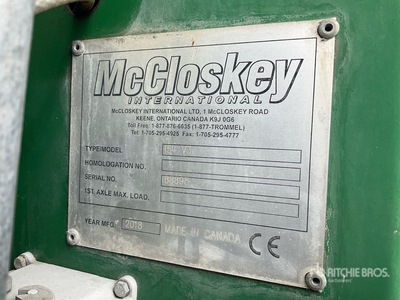 McCloskey
INTERNATIONAL
McCLOSKEY INTERNATIONAL LTD, 1 McCLOSKEY ROAD
KEENE, ONTARIO CANADA K9J 0G6
Toll Free: 1-877-876-6635 (1-877-TROMMEL)
Tel: 1-705-295-4925 Fax: 1-705-295-4777
TYPE/MODEL
HOMOLOGATION NO.
SERIAL NO.
1ST. AXLE MAX. LOAD.
YEAR MFG. 2018 MADE IN CANADA CE
RITCHIE BROS.